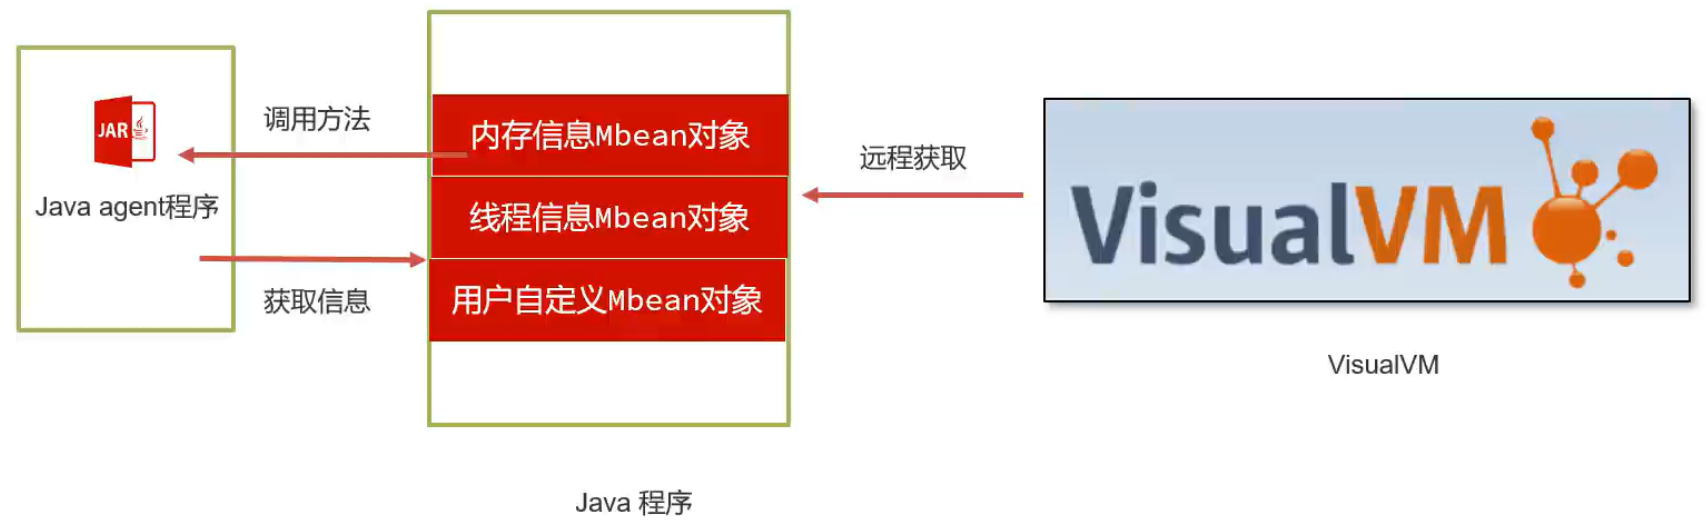 JAR
Java agent程序
调用方法
获取信息
内存信息Mbean对象
线程信息Mbean对象
用户自定义Mbean对象
Java 程序
远程获取
VisualVM
VisualVM